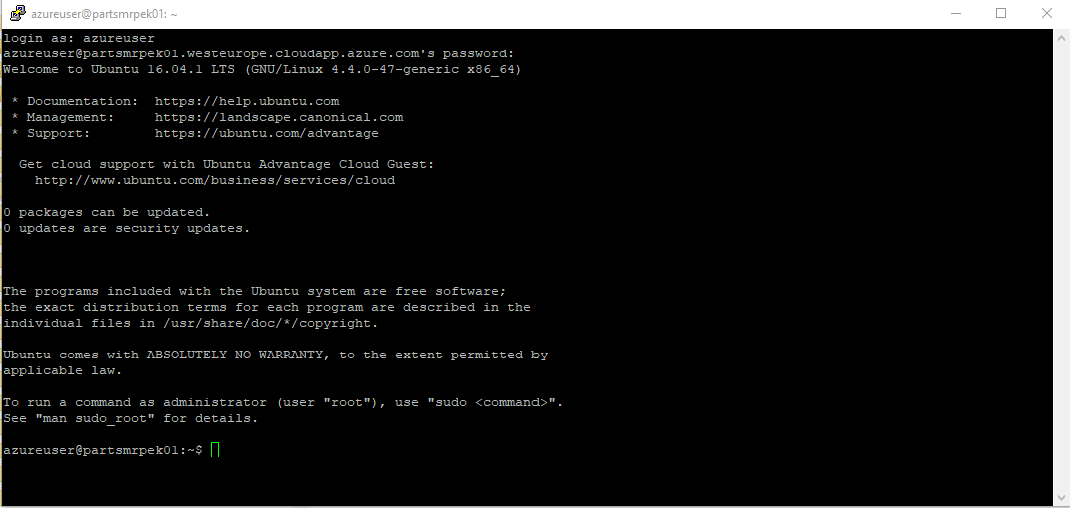 azureuser@partsmrpek01: ~
login as: azureuser
azureuser@partsmrpek01.westeurope.cloudapp.azure.com's password:
Welcome to Ubuntu 16.04.1 LTS (GNU/Linux 4.4.0-47-generic x86_64)
* Documentation:  https://help.ubuntu.com
* Management:     https://landscape.canonical.com
* Support:        https://ubuntu.com/advantage
Get cloud support with Ubuntu Advantage Cloud Guest:
http://www.ubuntu.com/business/services/cloud
0 packages can be updated.
0 updates are security updates.
The programs included with the Ubuntu system are free software;
the exact distribution terms for each program are described in the
individual files in /usr/share/doc/*/copyright.
Ubuntu comes with ABSOLUTELY NO WARRANTY, to the extent permitted by
applicable law.
To run a command as administrator (user "root"), use "sudo <command>".
See "man sudo_root" for details.
azureuser@partsmrpek01:~$